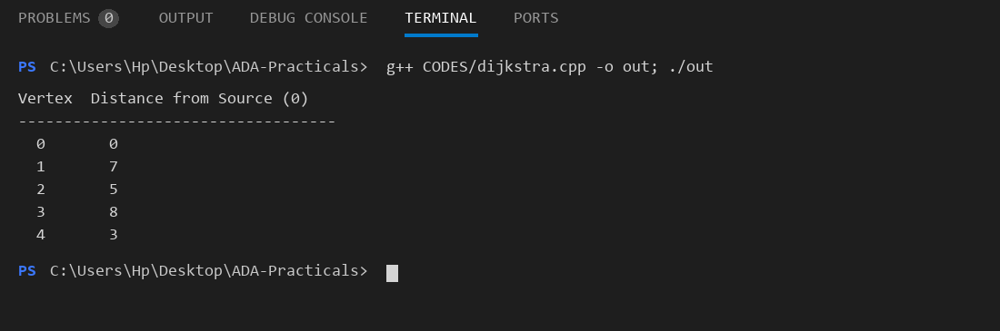 PROBLEMS 0 OUTPUT DEBUG CONSOLE TERMINAL PORTS
PS C:\Users\Hp\Desktop\ADA-Practicals> g++ CODES/dijkstra.cpp -o out; ./out
Vertex  Distance from Source (0)
-----------------------------------
  0       0
  1       7
  2       5
  3       8
  4       3
PS C:\Users\Hp\Desktop\ADA-Practicals>